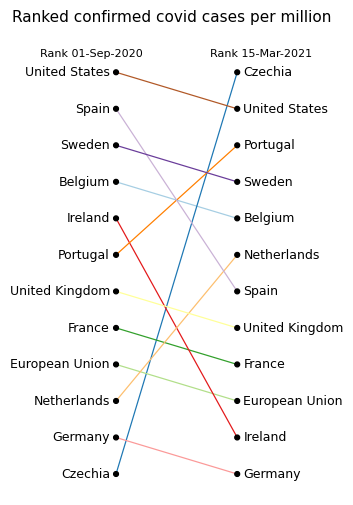 Ranked confirmed covid cases per million
Rank 01-Sep-2020 Rank 15-Mar-2021
United States Czechia
Spain United States
Sweden Portugal
Belgium Sweden
Ireland Belgium
Portugal Netherlands
United Kingdom Spain
France United Kingdom
European Union France
Netherlands European Union
Germany Ireland
Czechia Germany